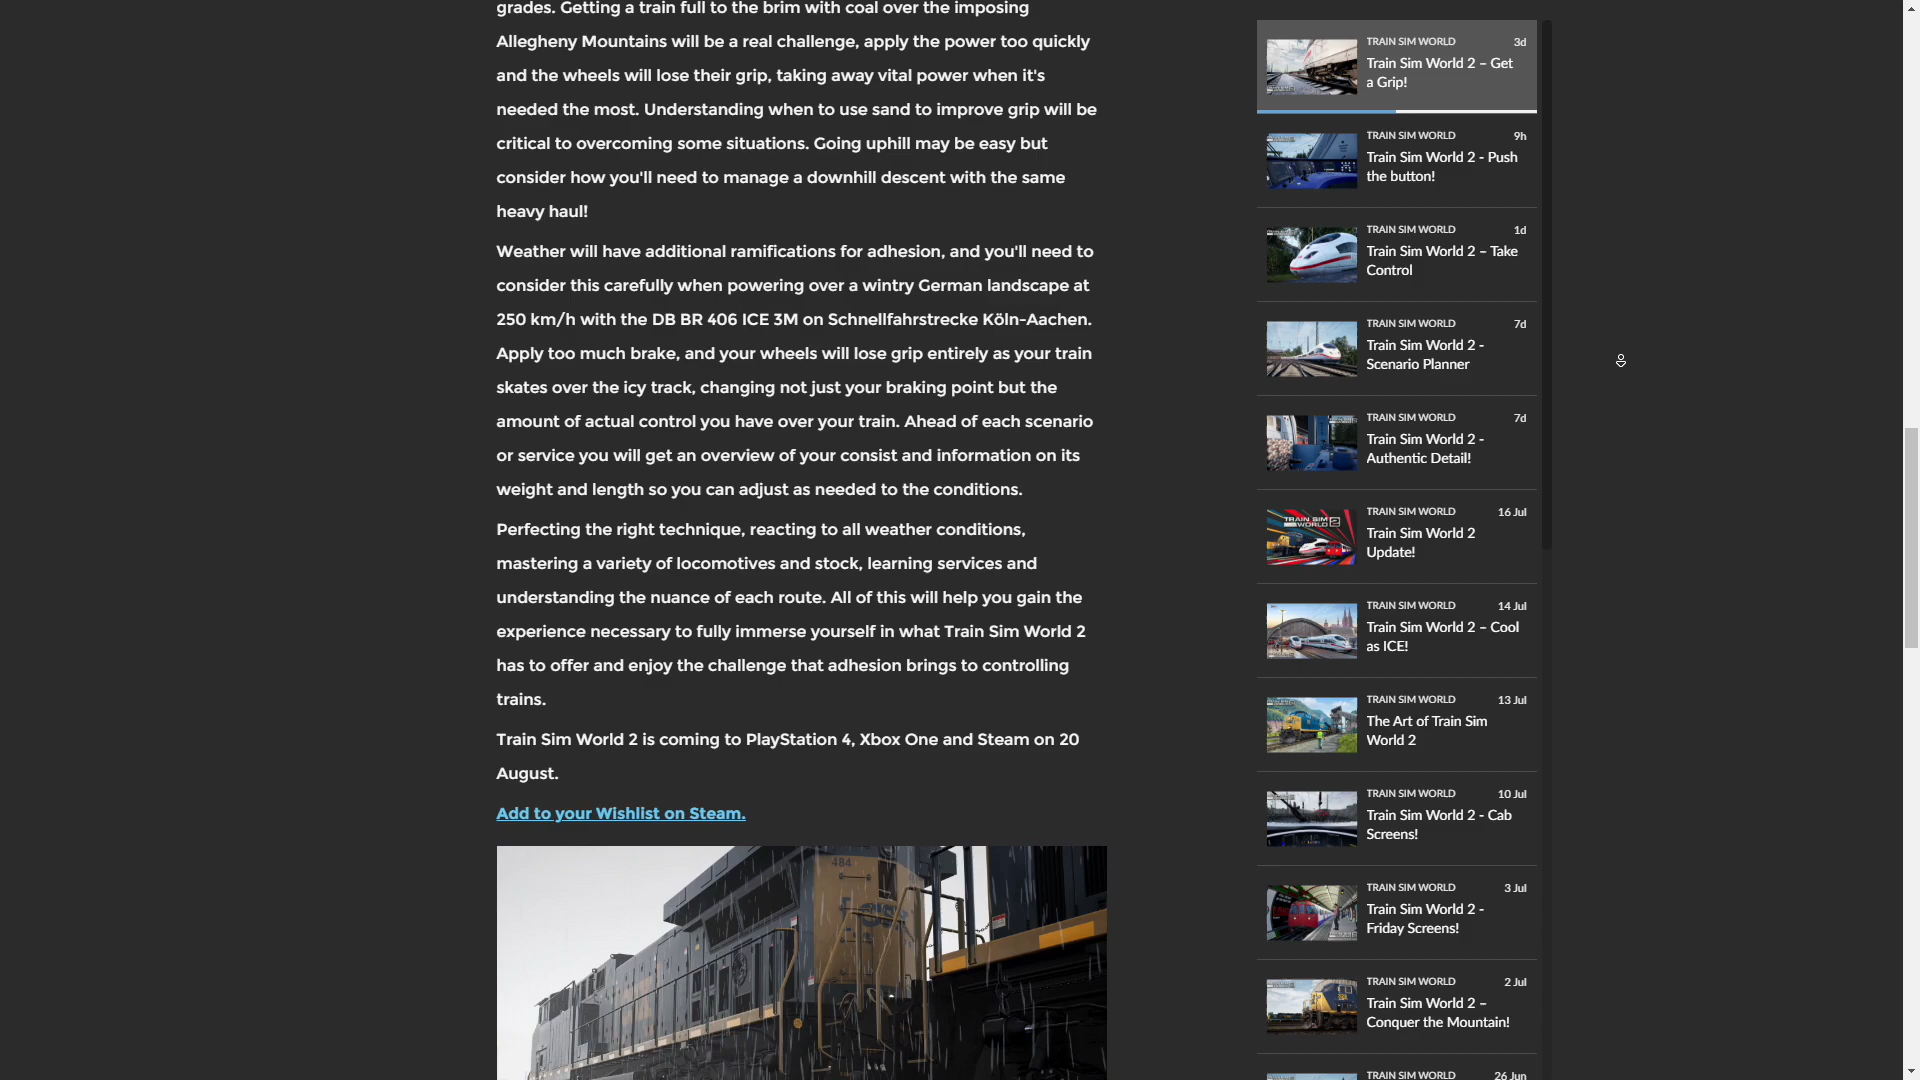 grades. Getting a train full to the brim with coal over the imposing
Allegheny Mountains will be a real challenge, apply the power too quickly
and the wheels will lose their grip, taking away vital power when it's
needed the most. Understanding when to use sand to improve grip will be
critical to overcoming some situations. Going uphill may be easy but
consider how you'll need to manage a downhill descent with the same
heavy haul!
Weather will have additional ramifications for adhesion, and you'll need to
consider this carefully when powering over a wintry German landscape at
250 km/h with the DB BR 406 ICE 3M on Schnellfahrstrecke Köln-Aachen.
Apply too much brake, and your wheels will lose grip entirely as your train
skates over the icy track, changing not just your braking point but the
amount of actual control you have over your train. Ahead of each scenario
or service you will get an overview of your consist and information on its
weight and length so you can adjust as needed to the conditions.
Perfecting the right technique, reacting to all weather conditions,
mastering a variety of locomotives and stock, learning services and
understanding the nuance of each route. All of this will help you gain the
experience necessary to fully immerse yourself in what Train Sim World 2
has to offer and enjoy the challenge that adhesion brings to controlling
trains.
Train Sim World 2 is coming to PlayStation 4, Xbox One and Steam on 20
August.
Add to your Wishlist on Steam.
484
TRAIN SIM WORLD 3d
Train Sim World 2 – Get
a Grip!
TRAIN SIM WORLD 9h
Train Sim World 2 - Push
the button!
TRAIN SIM WORLD 1d
Train Sim World 2 – Take
Control
TRAIN SIM WORLD 7d
Train Sim World 2 -
Scenario Planner
TRAIN SIM WORLD 7d
Train Sim World 2 -
Authentic Detail!
TRAIN SIM WORLD 16 Jul
Train Sim World 2
Update!
TRAIN SIM
WORLD 2
TRAIN SIM WORLD 14 Jul
Train Sim World 2 – Cool
as ICE!
TRAIN SIM WORLD 13 Jul
The Art of Train Sim
World 2
TRAIN SIM WORLD 10 Jul
Train Sim World 2 - Cab
Screens!
TRAIN SIM WORLD 3 Jul
Train Sim World 2 -
Friday Screens!
TRAIN SIM WORLD 2 Jul
Train Sim World 2 –
Conquer the Mountain!
TRAIN SIM WORLD 26 Jun